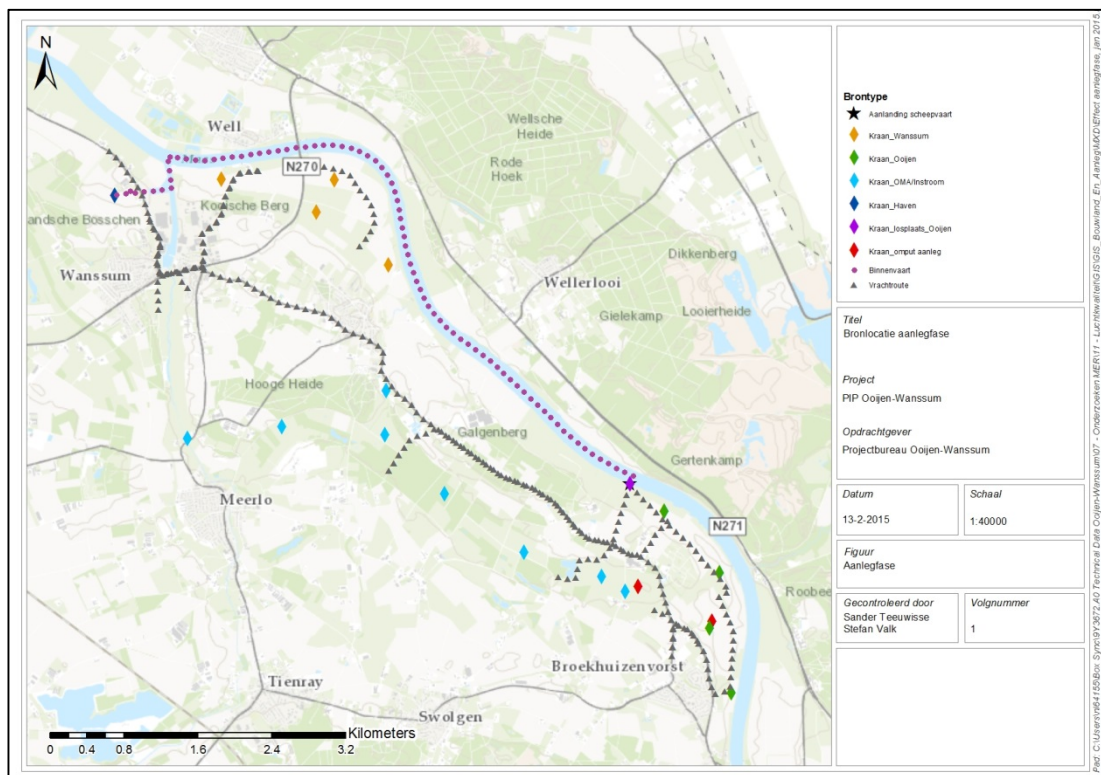 N
Well
Wellsche
Heide
Rode
Hoek
N270
Maas
Kooische Berg
andsche Bosschen
Wanssum
Wellerlooi
Dikkenberg
Gielekamp
Looierheide
Hooge Heide
Galgenberg
Gertenkamp
Meerlo
N271
Roobee
Broekhuizenvorst
Tienray
Swolgen
Kilometers
0 0.4 0.8 1.6 2.4 3.2
Brontype
Aanlanding scheepvaart
Kraan_Wanssum
Kraan_Ooijen
Kraan_OMA/Instroom
Kraan_Haven
Kraan_losplaats_Ooijen
Kraan_omput aanleg
Binnenvaart
Vrachtroute
Titel
Bronlocatie aanlegfase
Project
PIP Ooijen-Wanssum
Opdrachtgever
Projectbureau Ooijen-Wanssum
Datum
13-2-2015
Schaal
1:40000
Figuur
Aanlegfase
Gecontroleerd door
Sander Teeuwisse
Stefan Valk
Volgnummer
1